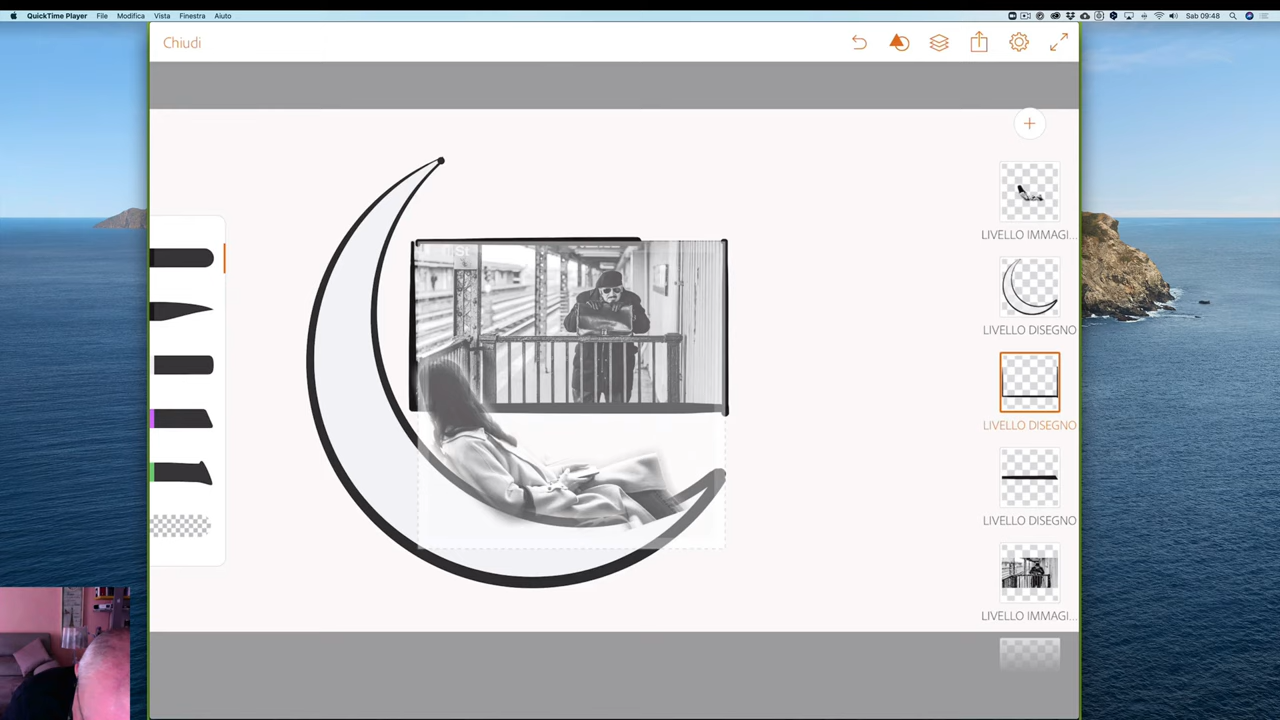 QuickTime Player File Modifica Vista Finestra Aiuto
Sab 09:48
Chiudi
LIVELLO IMMAGI...
LIVELLO DISEGNO
LIVELLO DISEGNO
LIVELLO DISEGNO
LIVELLO IMMAGI...